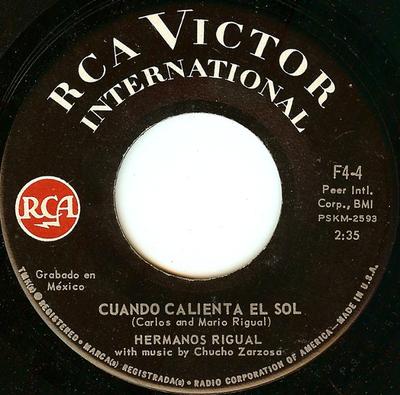 RCA VICTOR
INTERNATIONAL
F4-4
Peer Intl.
Corp., BMI
PSKM-2593
2:35
RCA
Grabado en
México
CUANDO CALIENTA EL SOL
(Carlos and Mario Rigual)
HERMANOS RIGUAL
with music by Chucho Zarzosa
TMK(s) ® REGISTERED • MARCA(s) REGISTRADA(s) • RADIO CORPORATION OF AMERICA—MADE IN U.S.A.